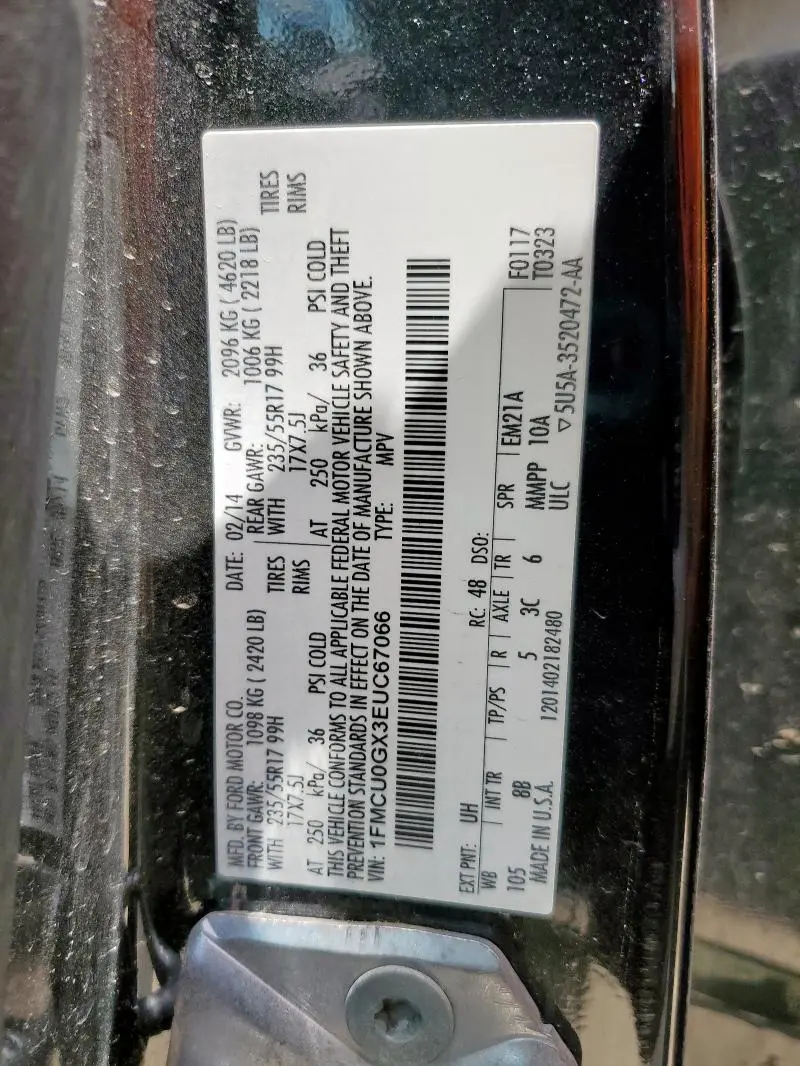 MFD. BY FORD MOTOR CO. DATE: 02/14 GVWR: 2096 KG ( 4620 LB)
FRONT GAWR: 1098 KG ( 2420 LB) REAR GAWR: 1006 KG ( 2218 LB)
WITH 235/55R17 99H TIRES WITH 235/55R17 99H TIRES
17X7.5J RIMS 17X7.5J RIMS
AT 250 kPa/ 36 PSI COLD AT 250 kPa/ 36 PSI COLD
THIS VEHICLE CONFORMS TO ALL APPLICABLE FEDERAL MOTOR VEHICLE SAFETY AND THEFT
PREVENTION STANDARDS IN EFFECT ON THE DATE OF MANUFACTURE SHOWN ABOVE.
VIN: 1FMCU0GX3EUC67066 TYPE: MPV
EXT PNT: UH RC: 48 DSO:
WB INT TR TP/PS R AXLE TR SPR EM21A F0117
105 8B 5 3C 6 MMPP 10A T0323
MADE IN U.S.A. 1201402182480 ULC ▽5U5A-3520472-AA